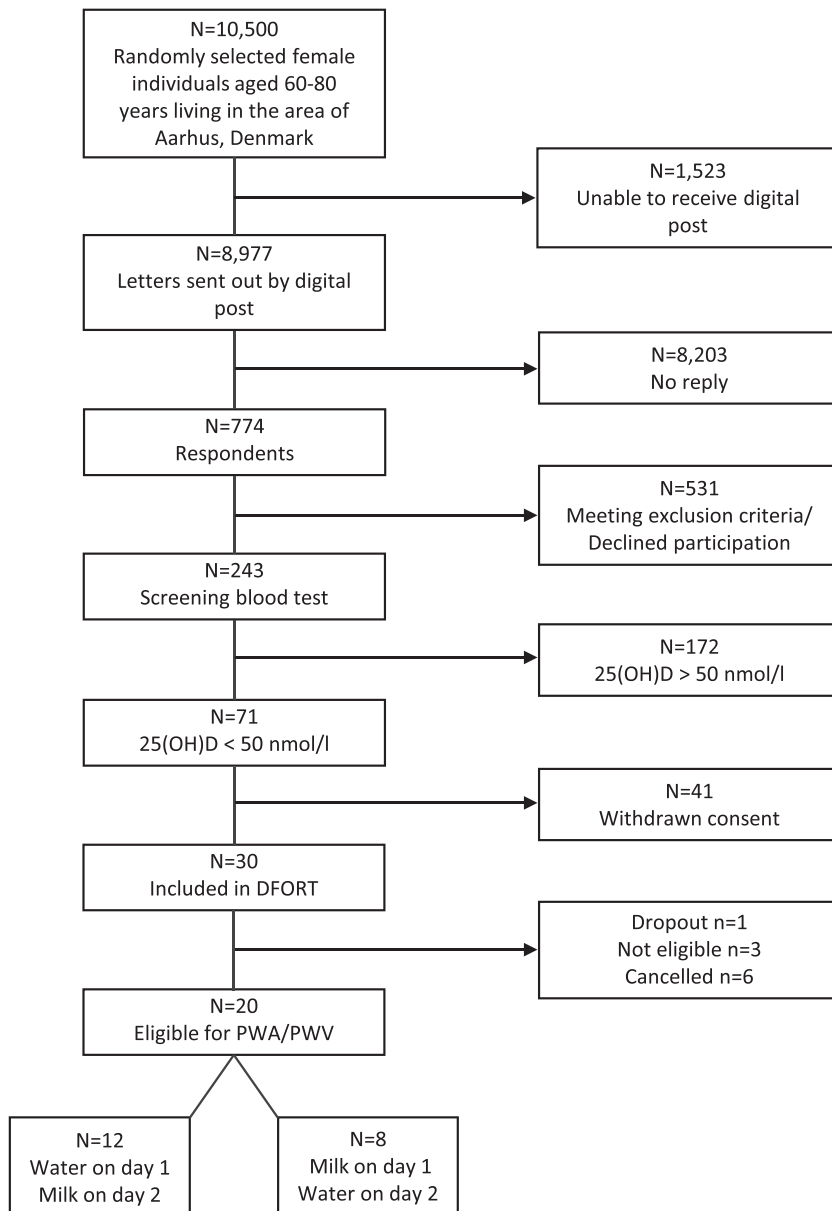 N=10,500
Randomly selected female
individuals aged 60-80
years living in the area of
Aarhus, Denmark
N=1,523
Unable to receive digital
post
N=8,977
Letters sent out by digital
post
N=8,203
No reply
N=774
Respondents
N=531
Meeting exclusion criteria/
Declined participation
N=243
Screening blood test
N=172
25(OH)D > 50 nmol/l
N=71
25(OH)D < 50 nmol/l
N=41
Withdrawn consent
N=30
Included in DFORT
Dropout n=1
Not eligible n=3
Cancelled n=6
N=20
Eligible for PWA/PWV
N=12
Water on day 1
Milk on day 2
N=8
Milk on day 1
Water on day 2